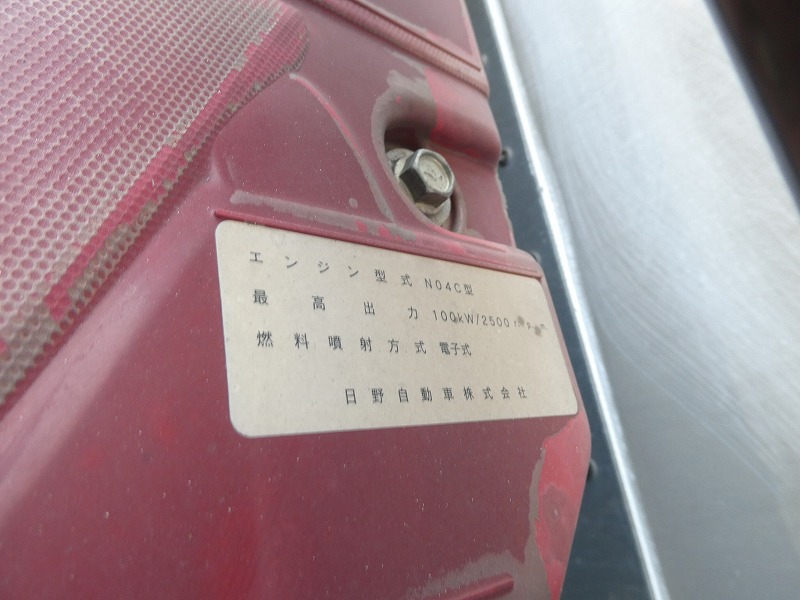 エンジン型式 N04C型
最高出力 100kW/2500 r.p.m
燃料噴射方式 電子式
日野自動車株式会社